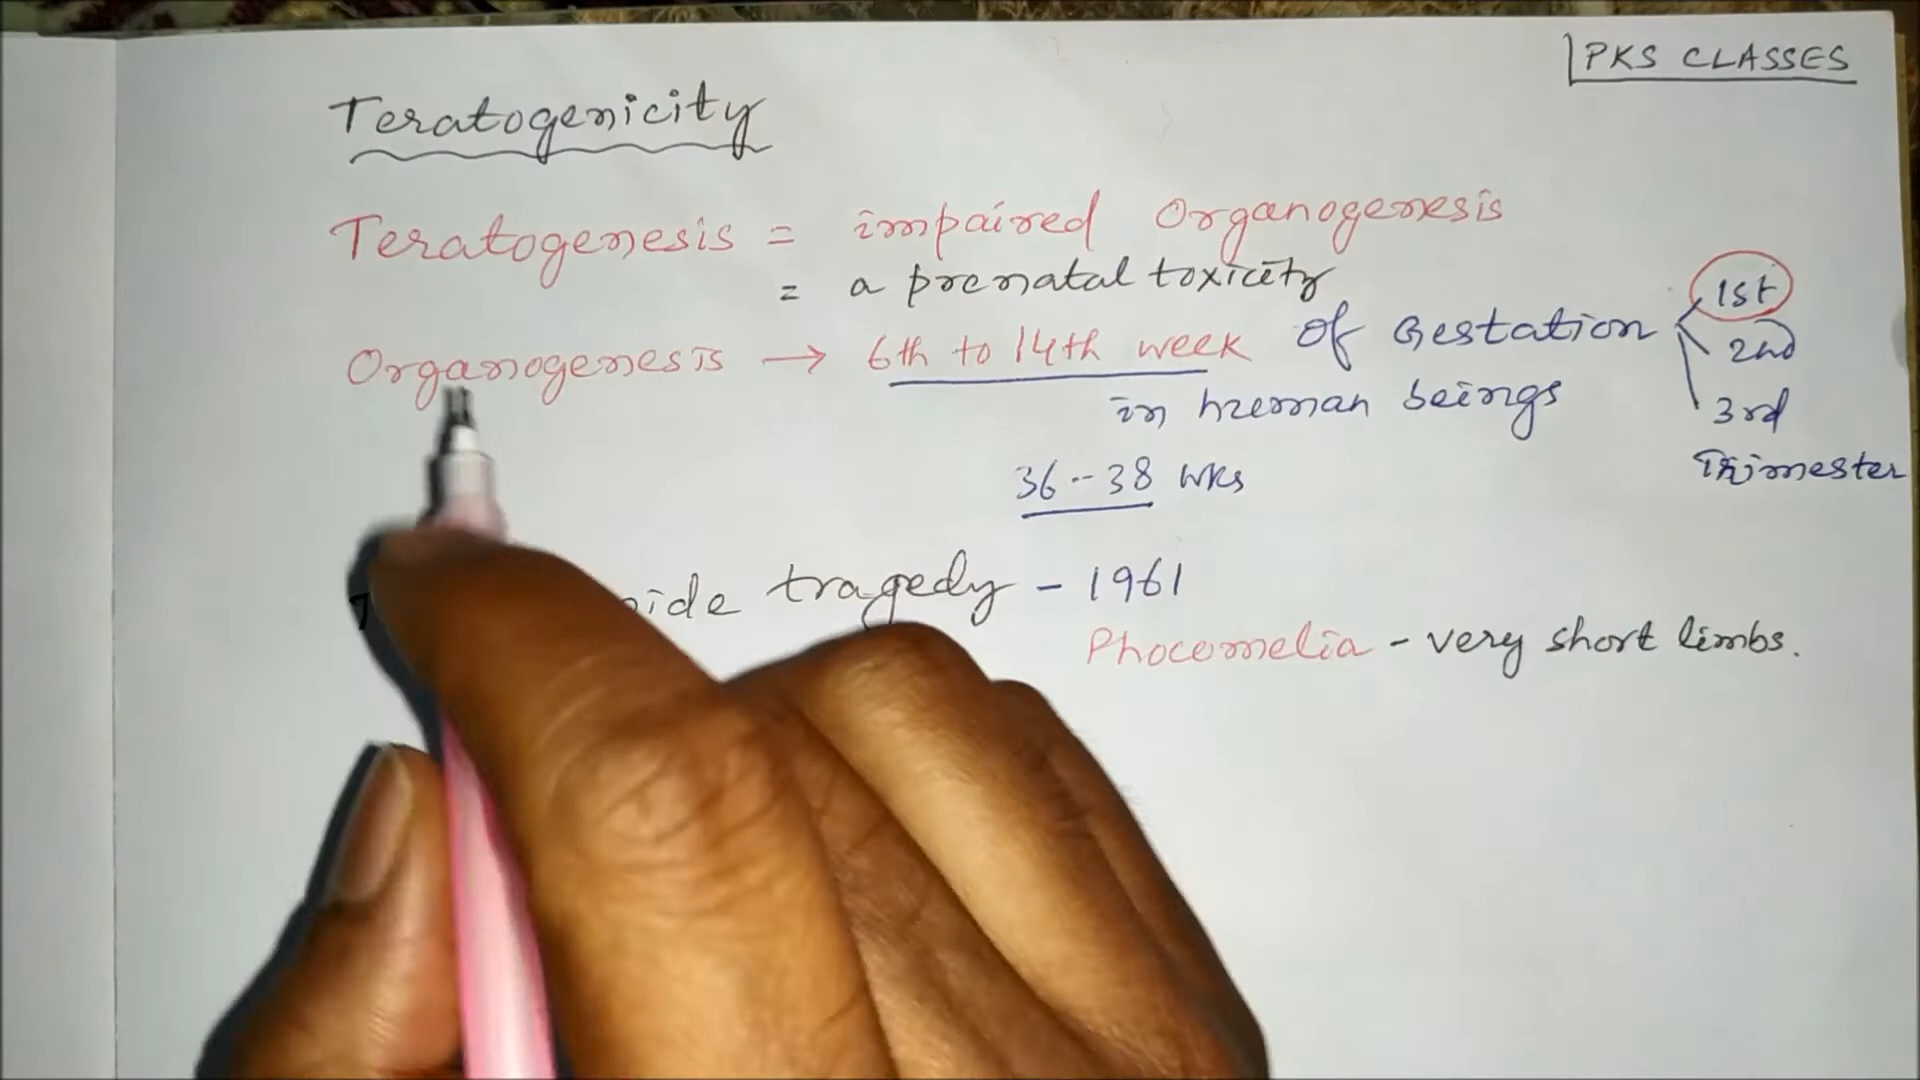 PKS CLASSES
Teratogenicity
Teratogenesis = impaired Organogenesis
= a prenatal toxicity
Organogenesis → 6th to 14th week of Gestation
in human beings
1st
2nd
3rd
Trimester
36--38 wks
tragedy - 1961
Phocomelia - very short limbs.